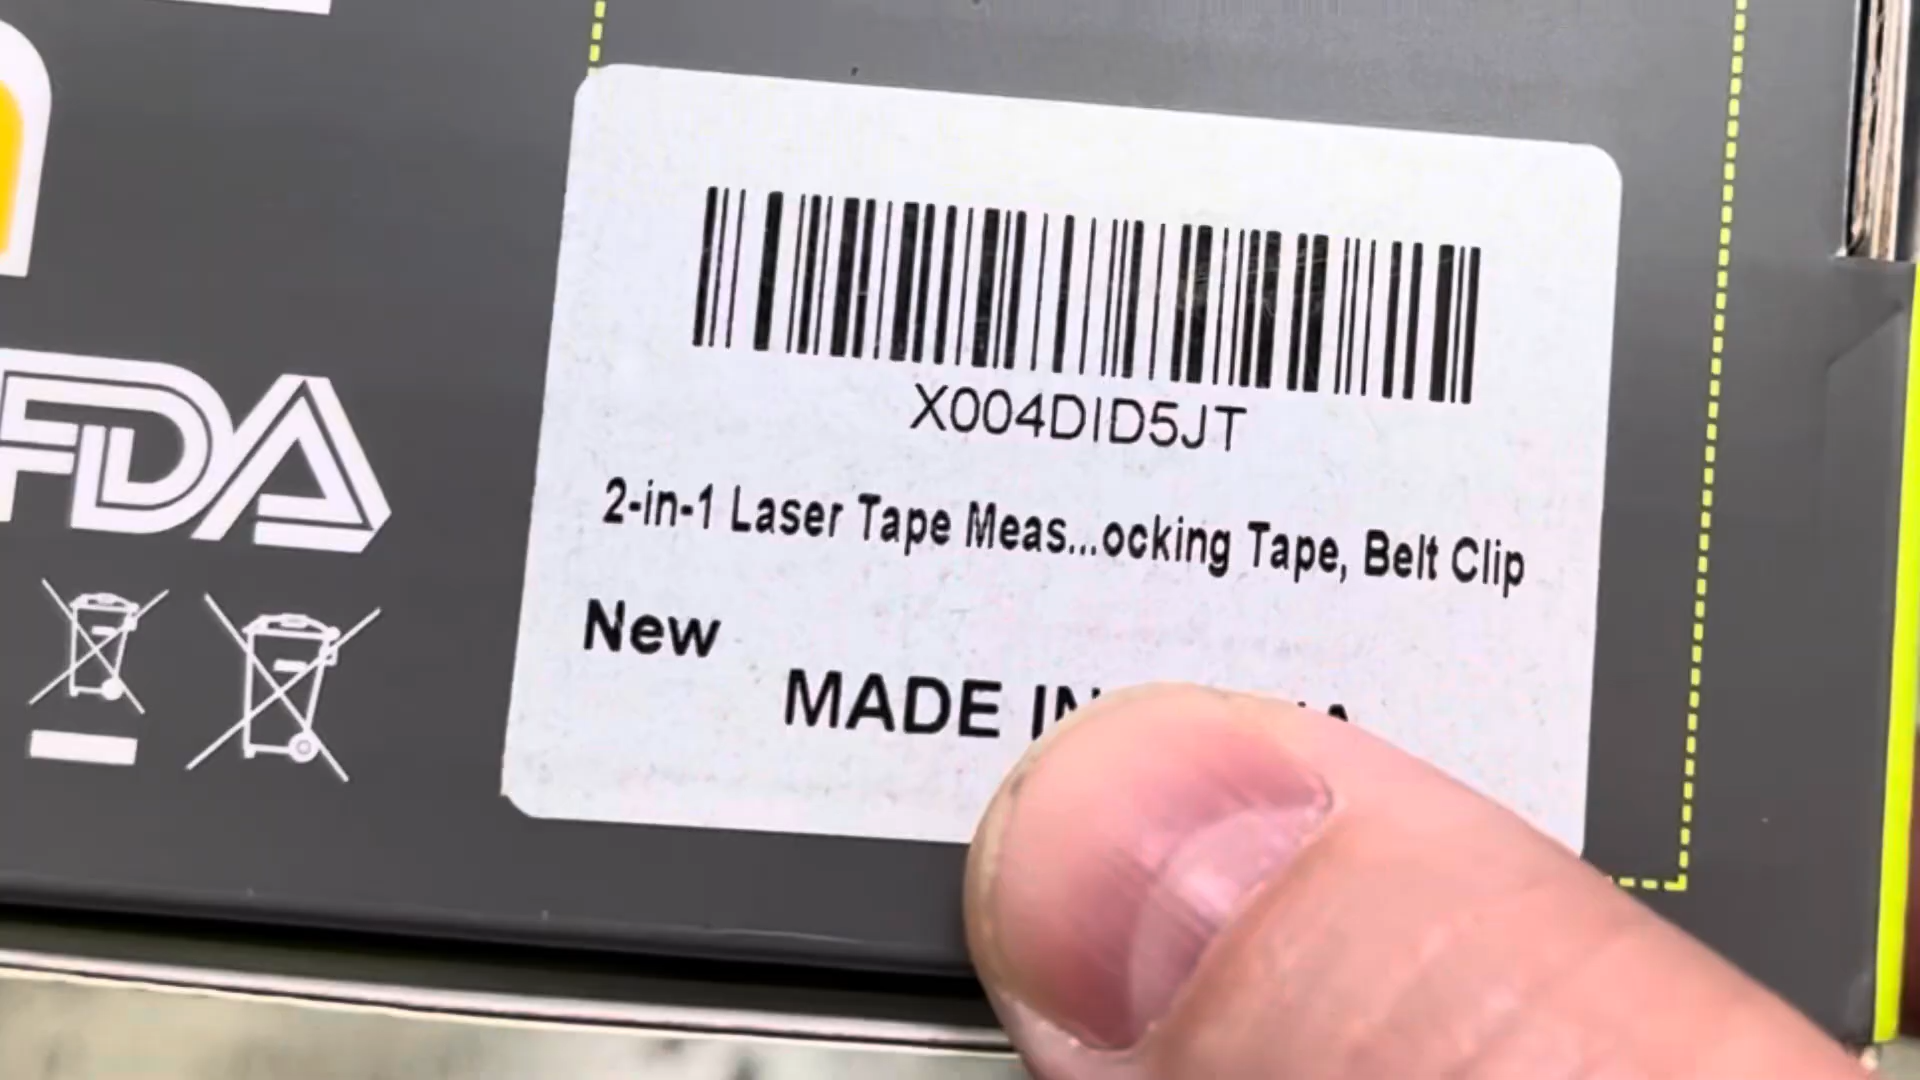 FDA
X004DID5JT
2-in-1 Laser Tape Meas...ocking Tape, Belt Clip
New
MADE IN